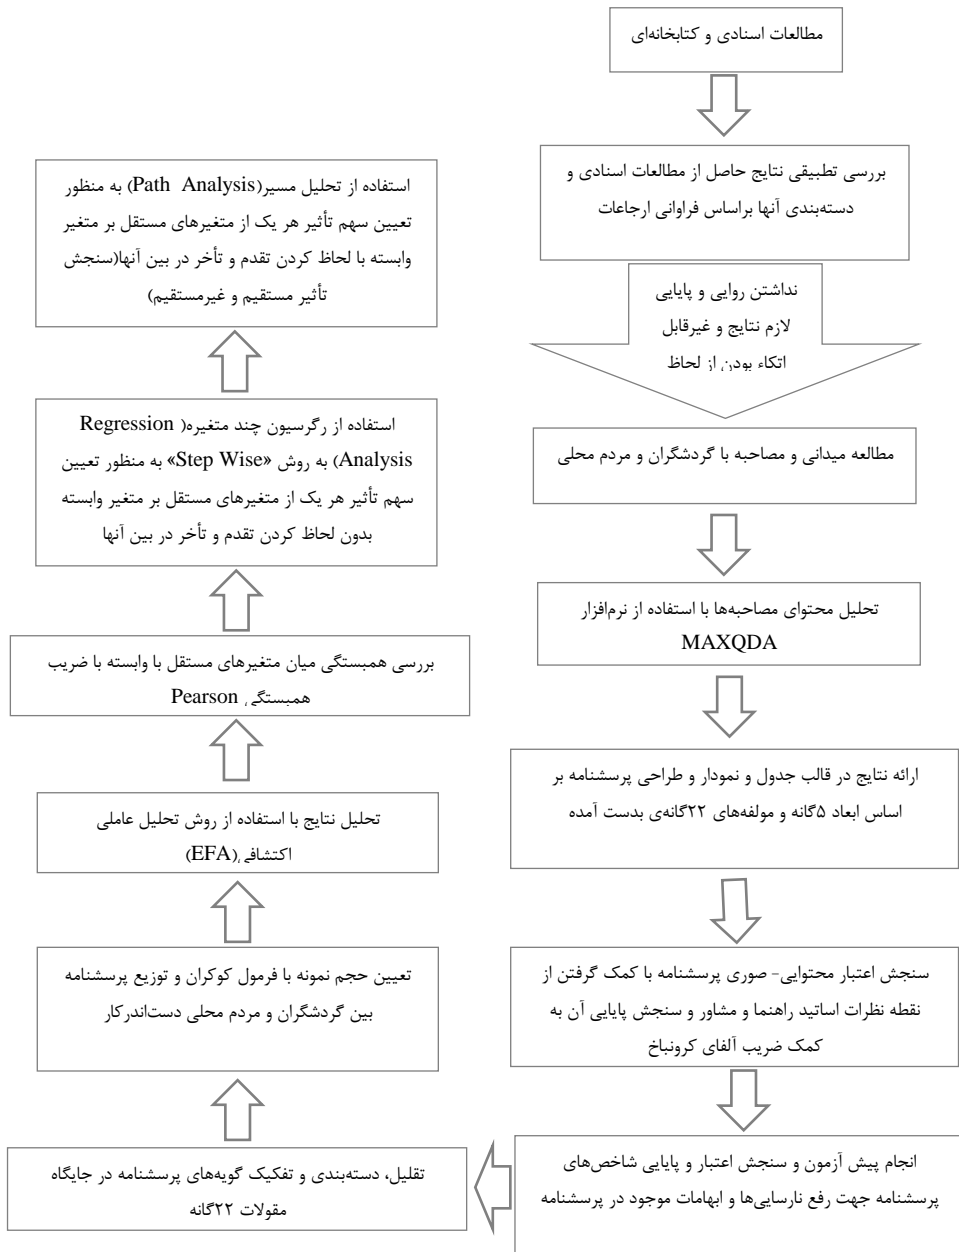 مطالعات اسنادی و کتابخانه‌ای
بررسی تطبیقی نتایج حاصل از مطالعات اسنادی و
دسته‌بندی آنها براساس فراوانی ارجاعات
نداشتن روایی و پایایی
لازم نتایج و غیرقابل
اتکاء بودن از لحاظ
مطالعه میدانی و مصاحبه با گردشگران و مردم محلی
تحلیل محتوای مصاحبه‌ها با استفاده از نرم‌افزار
MAXQDA
ارائه نتایج در قالب جدول و نمودار و طراحی پرسشنامه بر
اساس ابعاد ۵گانه و مولفه‌های ۲۲گانه‌ی بدست آمده
سنجش اعتبار محتوایی- صوری پرسشنامه با کمک گرفتن از
نقطه نظرات اساتید راهنما و مشاور و سنجش پایایی آن به
کمک ضریب آلفای کرونباخ
انجام پیش آزمون و سنجش اعتبار و پایایی شاخص‌های
پرسشنامه جهت رفع نارسایی‌ها و ابهامات موجود در پرسشنامه
تقلیل، دسته‌بندی و تفکیک گویه‌های پرسشنامه در جایگاه
مقولات ۲۲گانه
تعیین حجم نمونه با فرمول کوکران و توزیع پرسشنامه
بین گردشگران و مردم محلی دست‌اندرکار
تحلیل نتایج با استفاده از روش تحلیل عاملی
اکتشافی(EFA)
بررسی همبستگی میان متغیرهای مستقل با وابسته با ضریب
همبستگی Pearson
استفاده از رگرسیون چند متغیره( Regression
Analysis) به روش «Step Wise» به منظور تعیین
سهم تأثیر هر یک از متغیرهای مستقل بر متغیر وابسته
بدون لحاظ کردن تقدم و تأخر در بین آنها
استفاده از تحلیل مسیر(Path Analysis) به منظور
تعیین سهم تأثیر هر یک از متغیرهای مستقل بر متغیر
وابسته با لحاظ کردن تقدم و تأخر در بین آنها(سنجش
تأثیر مستقیم و غیرمستقیم)